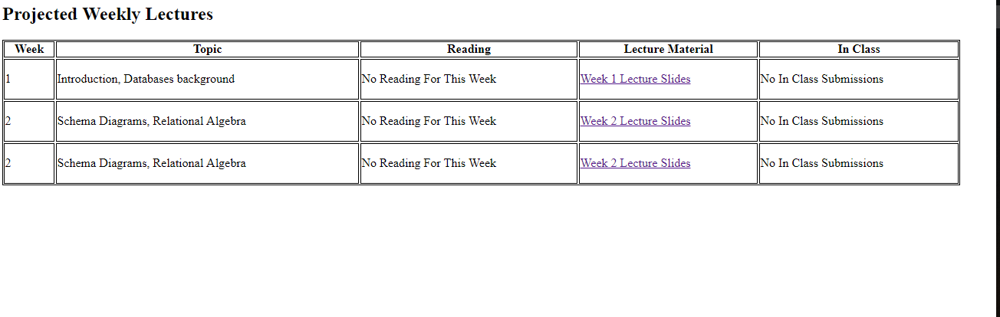 Projected Weekly Lectures
Week Topic Reading Lecture Material In Class
1 Introduction, Databases background No Reading For This Week Week 1 Lecture Slides No In Class Submissions
2 Schema Diagrams, Relational Algebra No Reading For This Week Week 2 Lecture Slides No In Class Submissions
2 Schema Diagrams, Relational Algebra No Reading For This Week Week 2 Lecture Slides No In Class Submissions